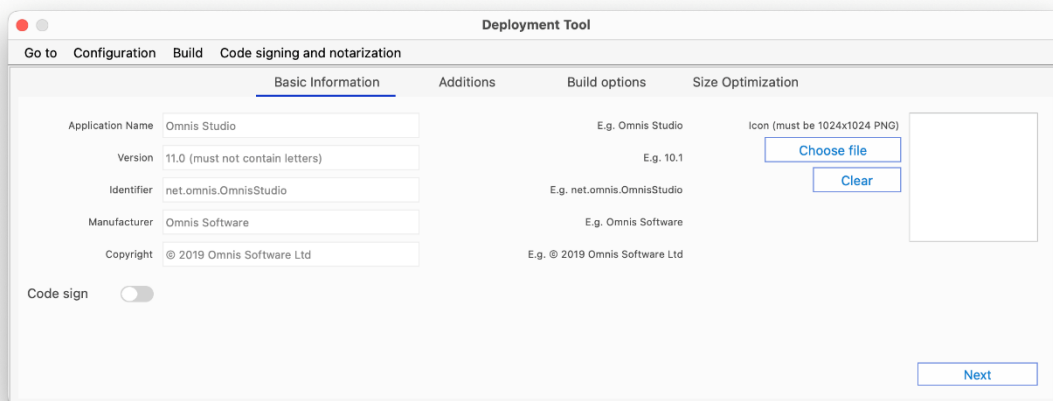 Deployment Tool
Go to Configuration Build Code signing and notarization
Basic Information Additions Build options Size Optimization
Application Name Omnis Studio E.g. Omnis Studio Icon (must be 1024x1024 PNG)
Choose file
Version 11.0 (must not contain letters) E.g. 10.1
Clear
Identifier net.omnis.OmnisStudio E.g. net.omnis.OmnisStudio
Manufacturer Omnis Software E.g. Omnis Software
Copyright © 2019 Omnis Software Ltd E.g. © 2019 Omnis Software Ltd
Code sign
Next